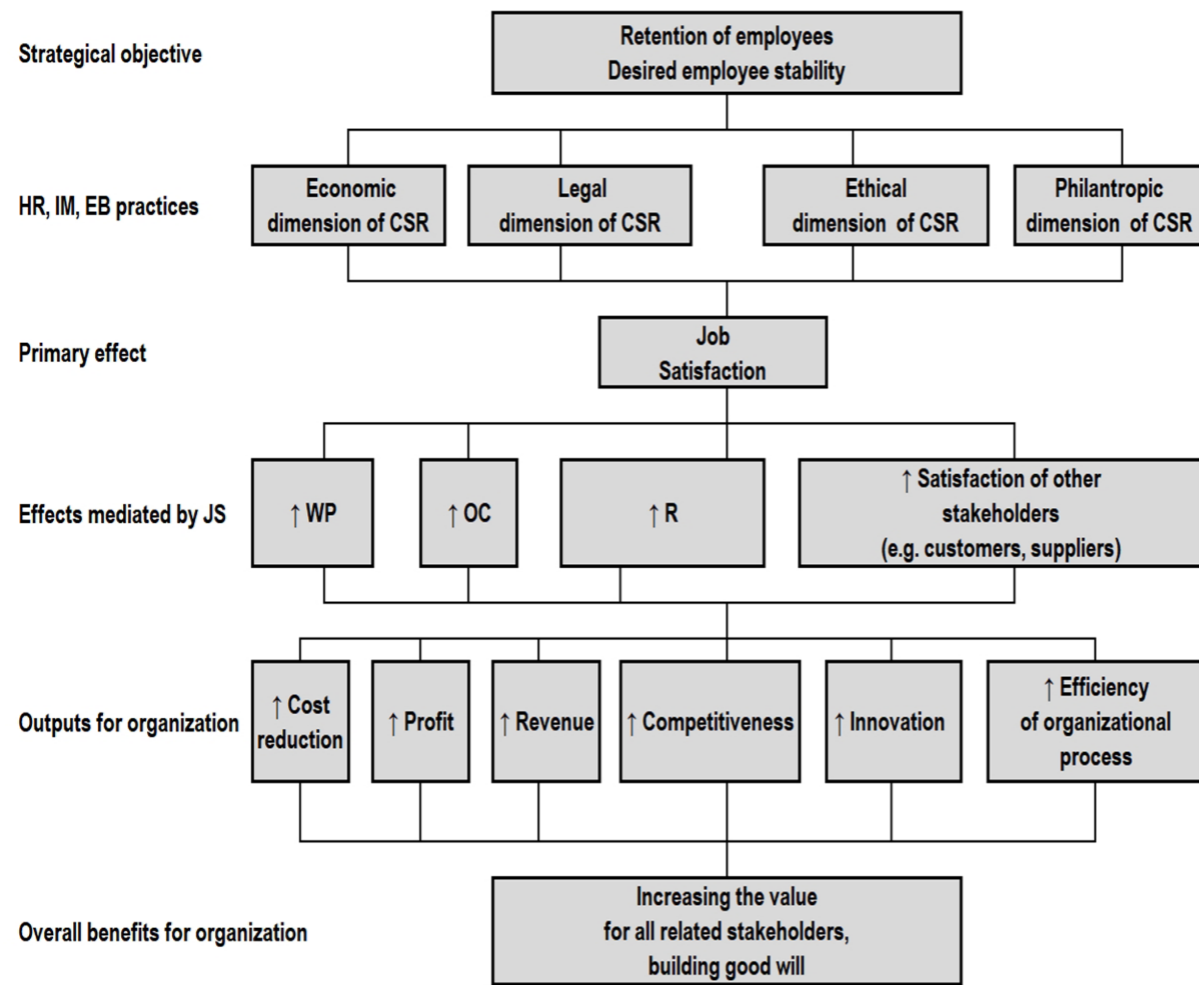 Strategical objective
Retention of employees
Desired employee stability
HR, IM, EB practices
Economic
dimension of CSR
Legal
dimension of CSR
Ethical
dimension  of CSR
Philantropic
dimension  of CSR
Primary effect
Job
Satisfaction
Effects mediated by JS
↑ WP
↑ OC
↑ R
↑ Satisfaction of other
stakeholders
(e.g. customers, suppliers)
Outputs for organization
↑ Cost
reduction
↑ Profit
↑ Revenue
↑ Competitiveness
↑ Innovation
↑ Efficiency
of organizational
process
Overall benefits for organization
Increasing the value
for all related stakeholders,
building good will